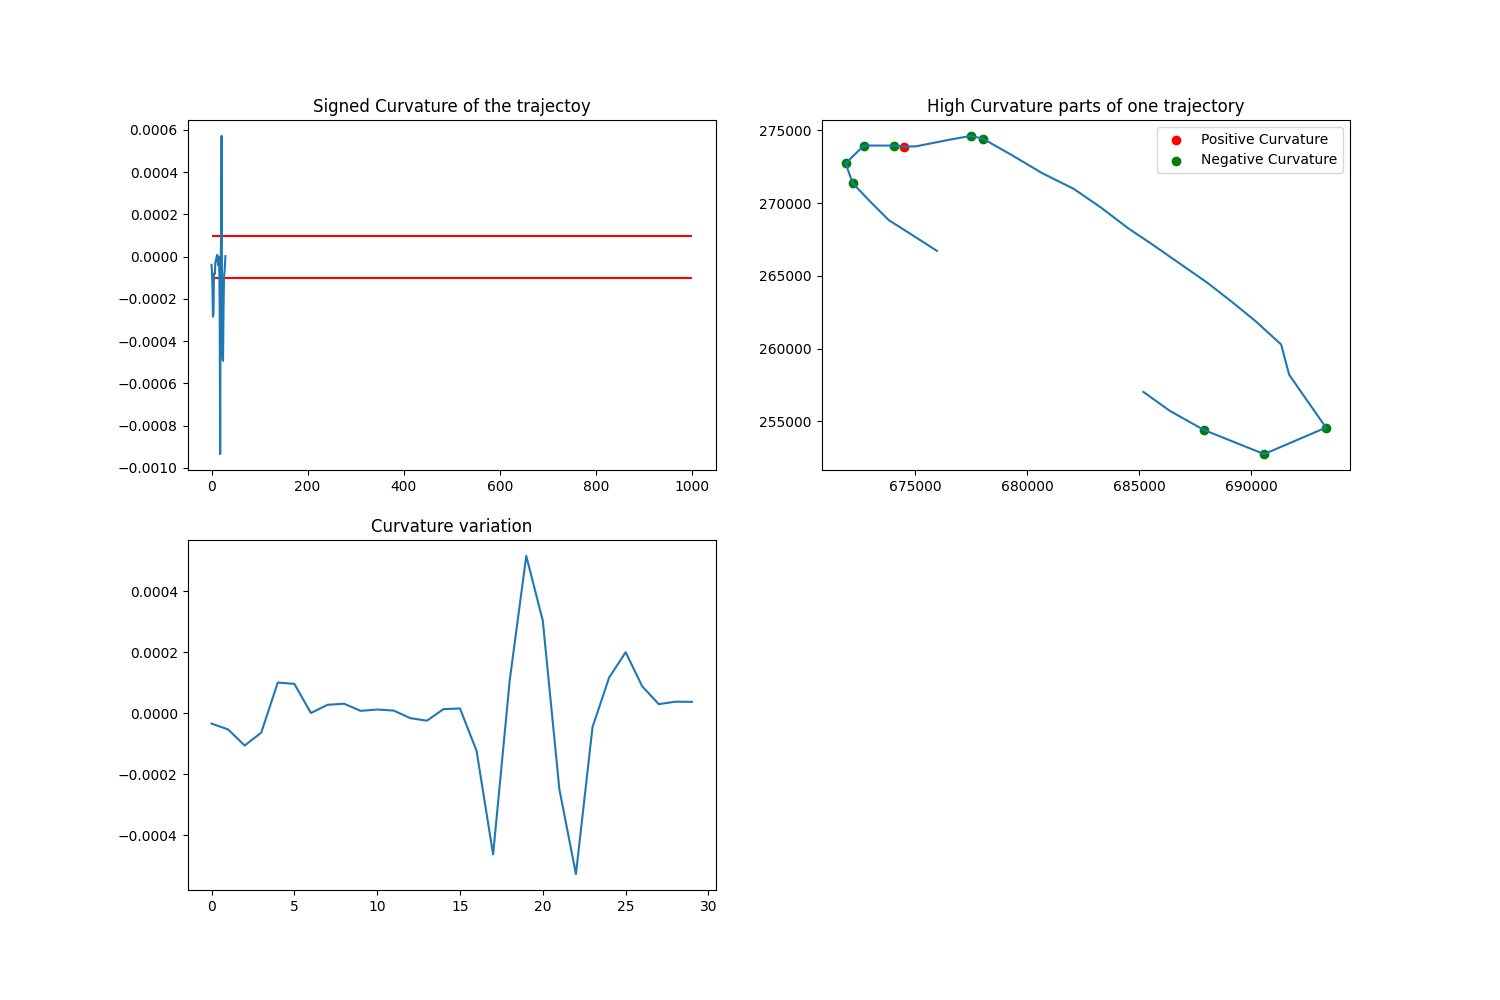 Signed Curvature of the trajectoy
0.0006
0.0004
0.0002
0.0000
−0.0002
−0.0004
−0.0006
−0.0008
−0.0010
0 200 400 600 800 1000
High Curvature parts of one trajectory
Positive Curvature
Negative Curvature
275000
270000
265000
260000
255000
675000 680000 685000 690000
Curvature variation
0.0004
0.0002
0.0000
−0.0002
−0.0004
0 5 10 15 20 25 30